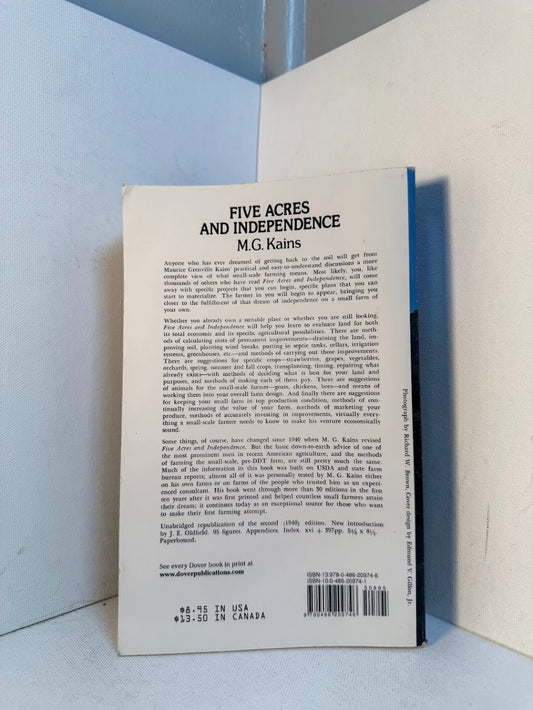 FIVE ACRES
AND INDEPENDENCE
M.G. Kains
Anyone who has ever dreamed of getting back to the soil will get from
Maurice Grenville Kains' practical and easy-to-understand discussions a more
complete view of what small-scale farming means. Most likely, you, like
thousands of others who have read Five Acres and Independence, will come
away with specific projects that you can begin, specific plans that you can
start to materialize. The farmer in you will begin to appear, bringing you
closer to the fulfillment of that dream of independence on a small farm of
your own.
Whether you already own a suitable place or whether you are still looking,
Five Acres and Independence will help you learn to evaluate land for both
its total economic and its specific agricultural possibilities. There are meth-
ods of calculating costs of permanent improvements—draining the land, im-
proving soil, planting wind breaks, putting in septic tanks, cellars, irrigation
systems, greenhouses, etc.—and methods of carrying out those improvements.
There are suggestions for specific crops—strawberries, grapes, vegetables,
orchards, spring, summer and fall crops, transplanting, timing, repairing what
already exists—with methods of deciding what is best for your land and
purposes, and methods of making each of them pay. There are suggestions
of animals for the small-scale farmer—goats, chickens, bees—and means of
working them into your overall farm design. And finally there are suggestions
for keeping your small farm in top production condition, methods of con-
tinually increasing the value of your farm, methods of marketing your
produce, methods of accurately investing in improvements, virtually every-
thing a small-scale farmer needs to know to make his venture economically
sound.
Some things, of course, have changed since 1940 when M. G. Kains revised
Five Acres and Independence. But the basic down-to-earth advice of one of
the most prominent men in recent American agriculture, and the methods
of farming the small-scale, pre-DDT farm, are still pretty much the same.
Much of the information in this book was built on USDA and state farm
bureau reports; almost all of it was personally tested by M. G. Kains either
on his own farms or on farms of the people who trusted him as an experi-
enced consultant. His book went through more than 30 editions in the first
ten years after it was first printed and helped countless small farmers attain
their dream; it continues today as an exceptional source for those who want
to make their first farming attempt.
Unabridged republication of the second (1940) edition. New introduction
by J. E. Oldfield. 95 figures. Appendices. Index. xvi + 397pp. 5⅜ x 8½.
Paperbound.
See every Dover book in print at
www.doverpublications.com
$8.95 IN USA
$13.50 IN CANADA
ISBN-13:978-0-486-20974-6
ISBN-10:0-486-20974-1
50895
9 780486 209746
Photograph by Richard W. Brown. Cover design by Edmund V. Gillon, Jr.